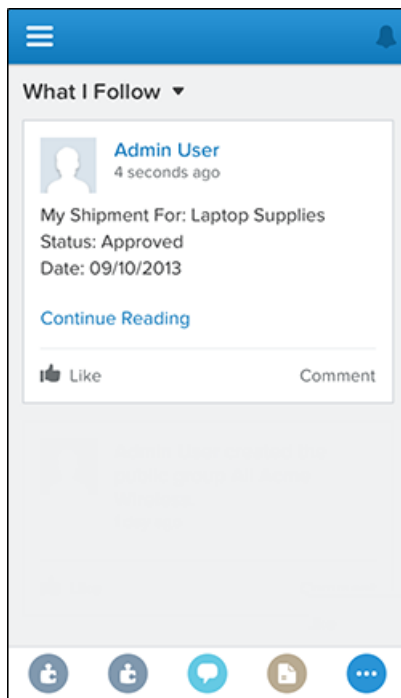 What I Follow
Admin User
4 seconds ago
My Shipment For: Laptop Supplies
Status: Approved
Date: 09/10/2013
Continue Reading
Like
Comment